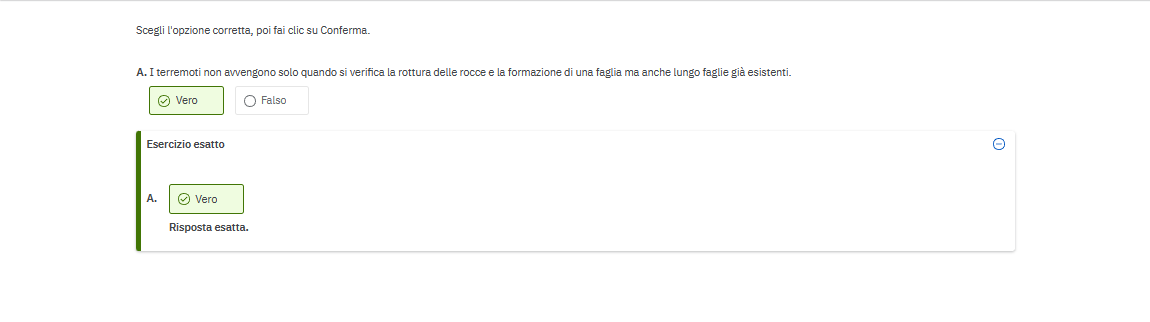 Scegli l'opzione corretta, poi fai clic su Conferma.
A. I terremoti non avvengono solo quando si verifica la rottura delle rocce e la formazione di una faglia ma anche lungo faglie già esistenti.
Vero Falso
Esercizio esatto
A. Vero
Risposta esatta.